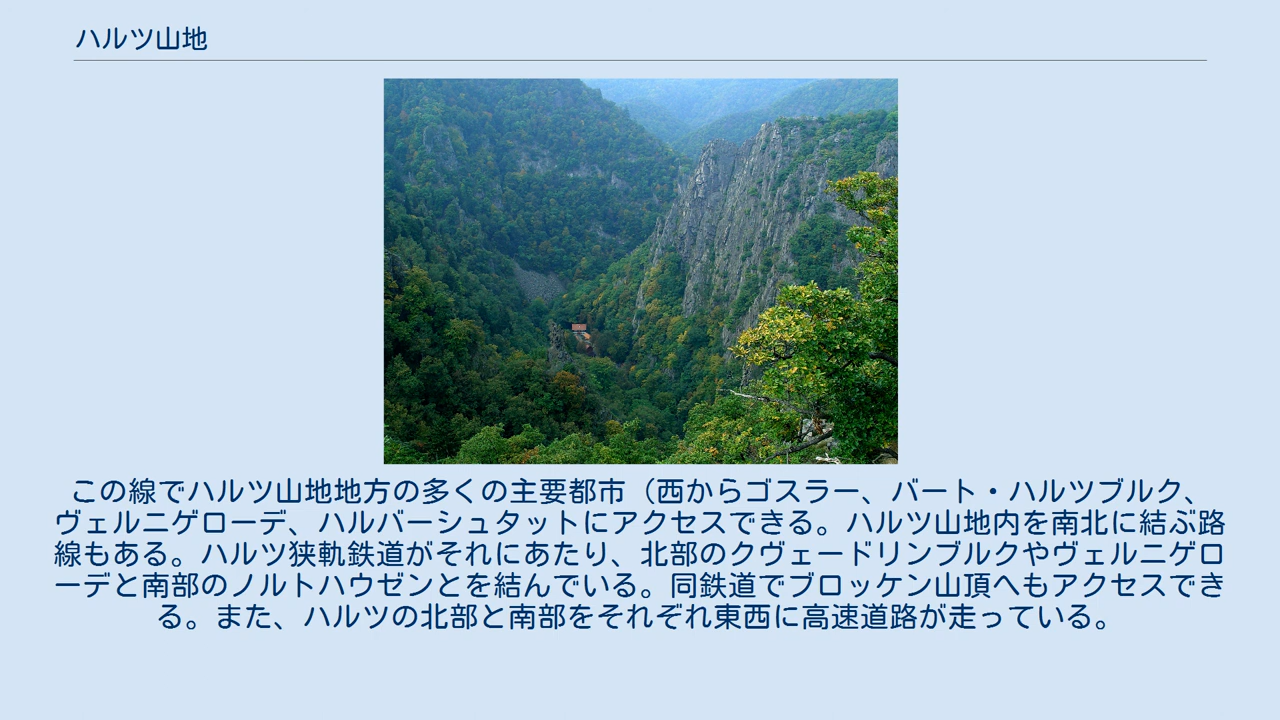 ハルツ山地
この線でハルツ山地地方の多くの主要都市（西からゴスラー、バート・ハルツブルク、
ヴェルニゲローデ、ハルバーシュタットにアクセスできる。ハルツ山地内を南北に結ぶ路
線もある。ハルツ狭軌鉄道がそれにあたり、北部のクヴェードリンブルクやヴェルニゲロ
ーデと南部のノルトハウゼンとを結んでいる。同鉄道でブロッケン山頂へもアクセスでき
る。また、ハルツの北部と南部をそれぞれ東西に高速道路が走っている。